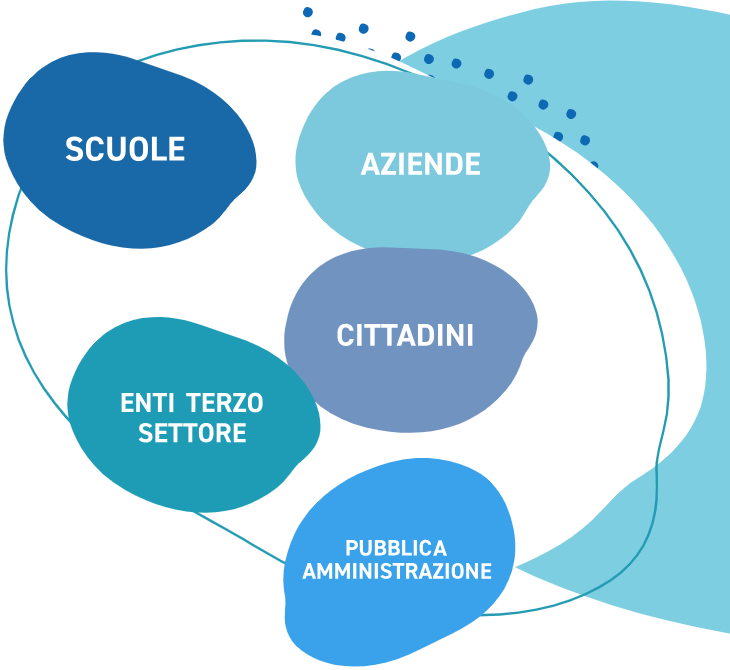 SCUOLE
AZIENDE
CITTADINI
ENTI TERZO
SETTORE
PUBBLICA
AMMINISTRAZIONE